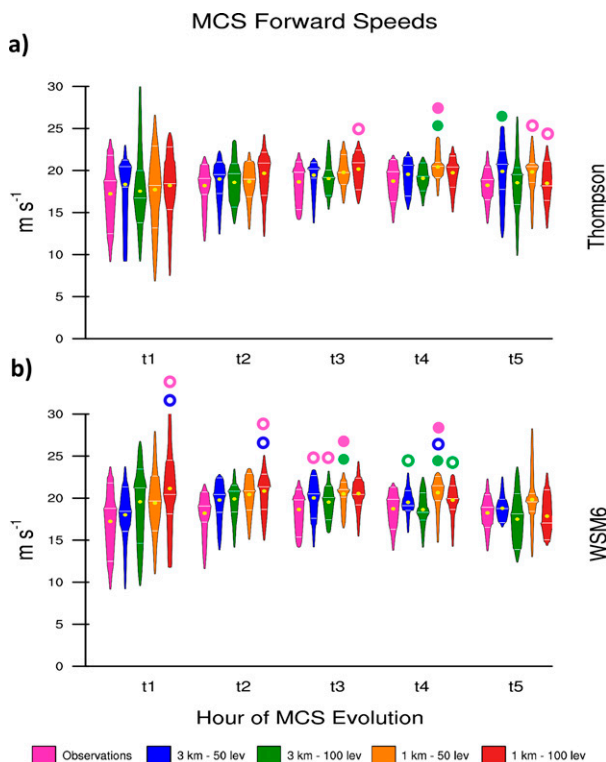 MCS Forward Speeds
a)
30
25
20
15
10
5
0
m s⁻¹
Thompson
t1 t2 t3 t4 t5
b)
30
25
20
15
10
5
0
m s⁻¹
WSM6
t1 t2 t3 t4 t5
Hour of MCS Evolution
Observations 3 km - 50 lev 3 km - 100 lev 1 km - 50 lev 1 km - 100 lev